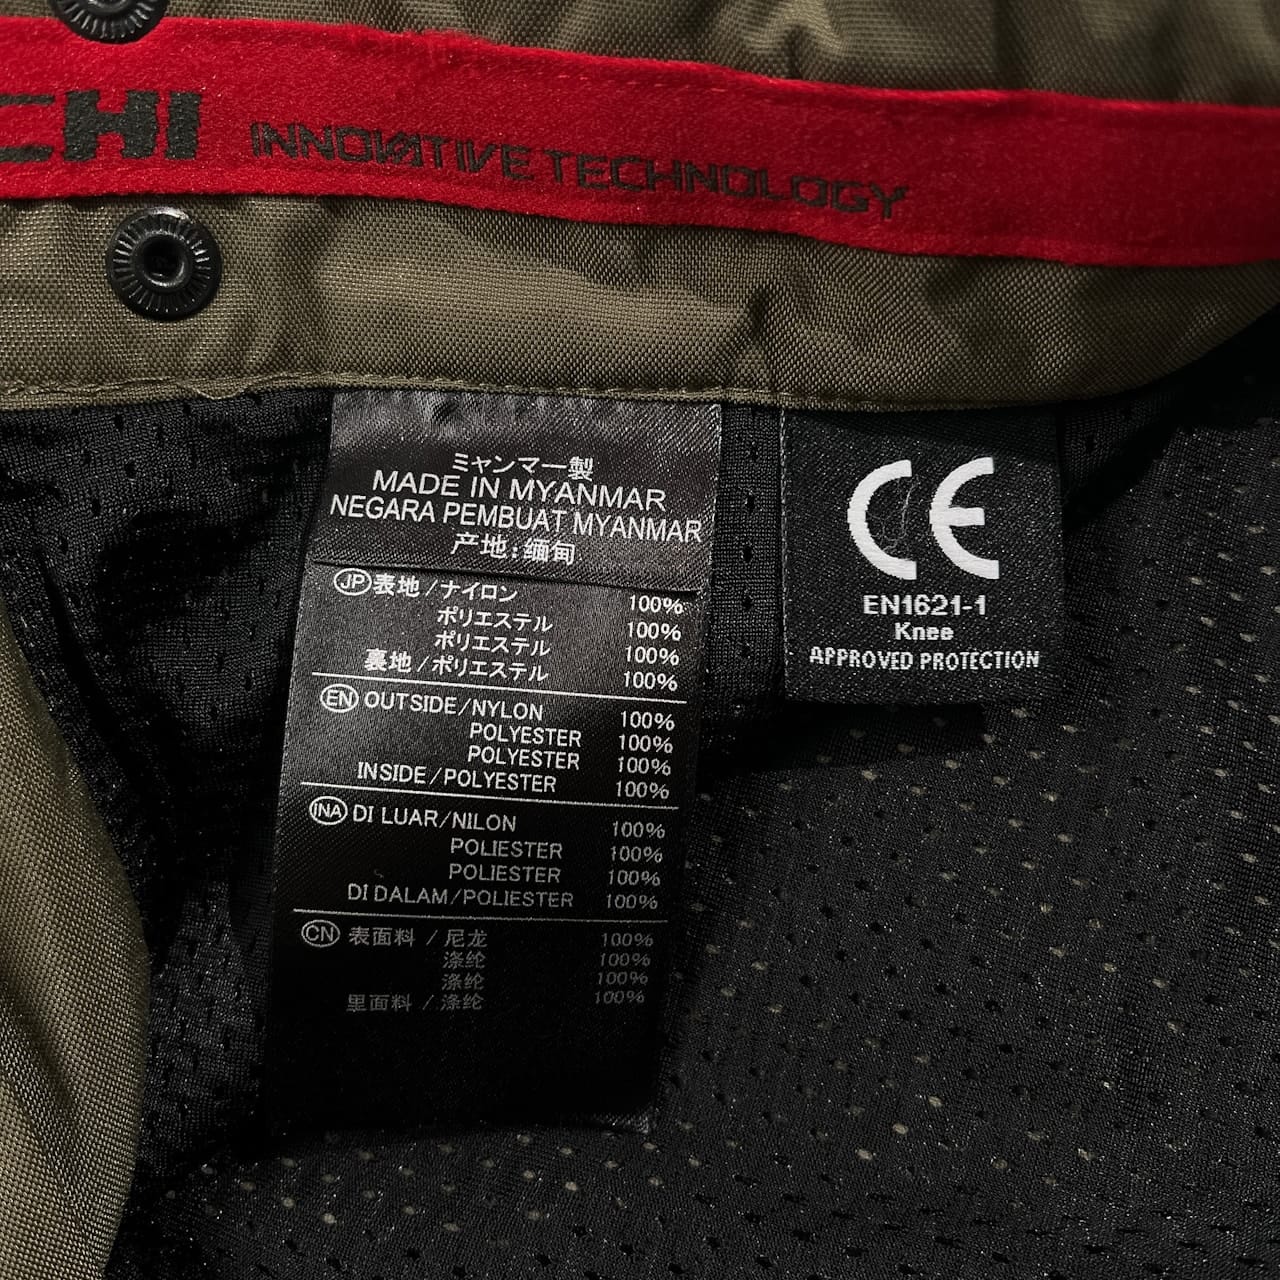 CHI INNOVATIVE TECHNOLOGY
ミャンマー製
MADE IN MYANMAR
NEGARA PEMBUAT MYANMAR
产地:缅甸
JP 表地/ナイロン 100%
ポリエステル 100%
ポリエステル 100%
裏地/ポリエステル 100%
EN OUTSIDE/NYLON 100%
POLYESTER 100%
POLYESTER 100%
INSIDE/POLYESTER 100%
INA DI LUAR/NILON 100%
POLIESTER 100%
POLIESTER 100%
DI DALAM/POLIESTER 100%
CN 表面料 / 尼龙 100%
涤纶 100%
涤纶 100%
里面料 / 涤纶 100%
CE
EN1621-1
Knee
APPROVED PROTECTION